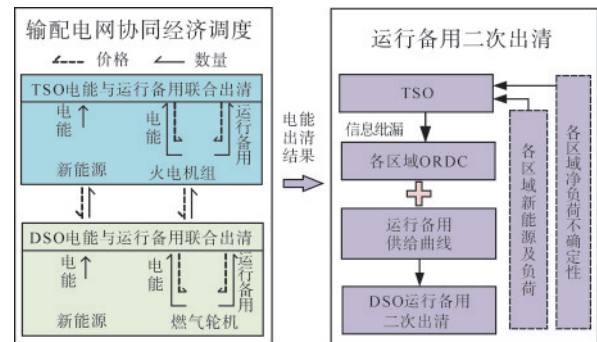 输配电网协同经济调度
价格 数量
TSO电能与运行备用联合出清
电能
电能
运行备用
新能源
火电机组
DSO电能与运行备用联合出清
电能
电能
运行备用
新能源
燃气轮机
电能
出清
结果
运行备用二次出清
TSO
信息纰漏
各区域ORDC
运行备用
供给曲线
DSO运行备用
二次出清
各区域新能源及负荷
各区域净负荷不确定性